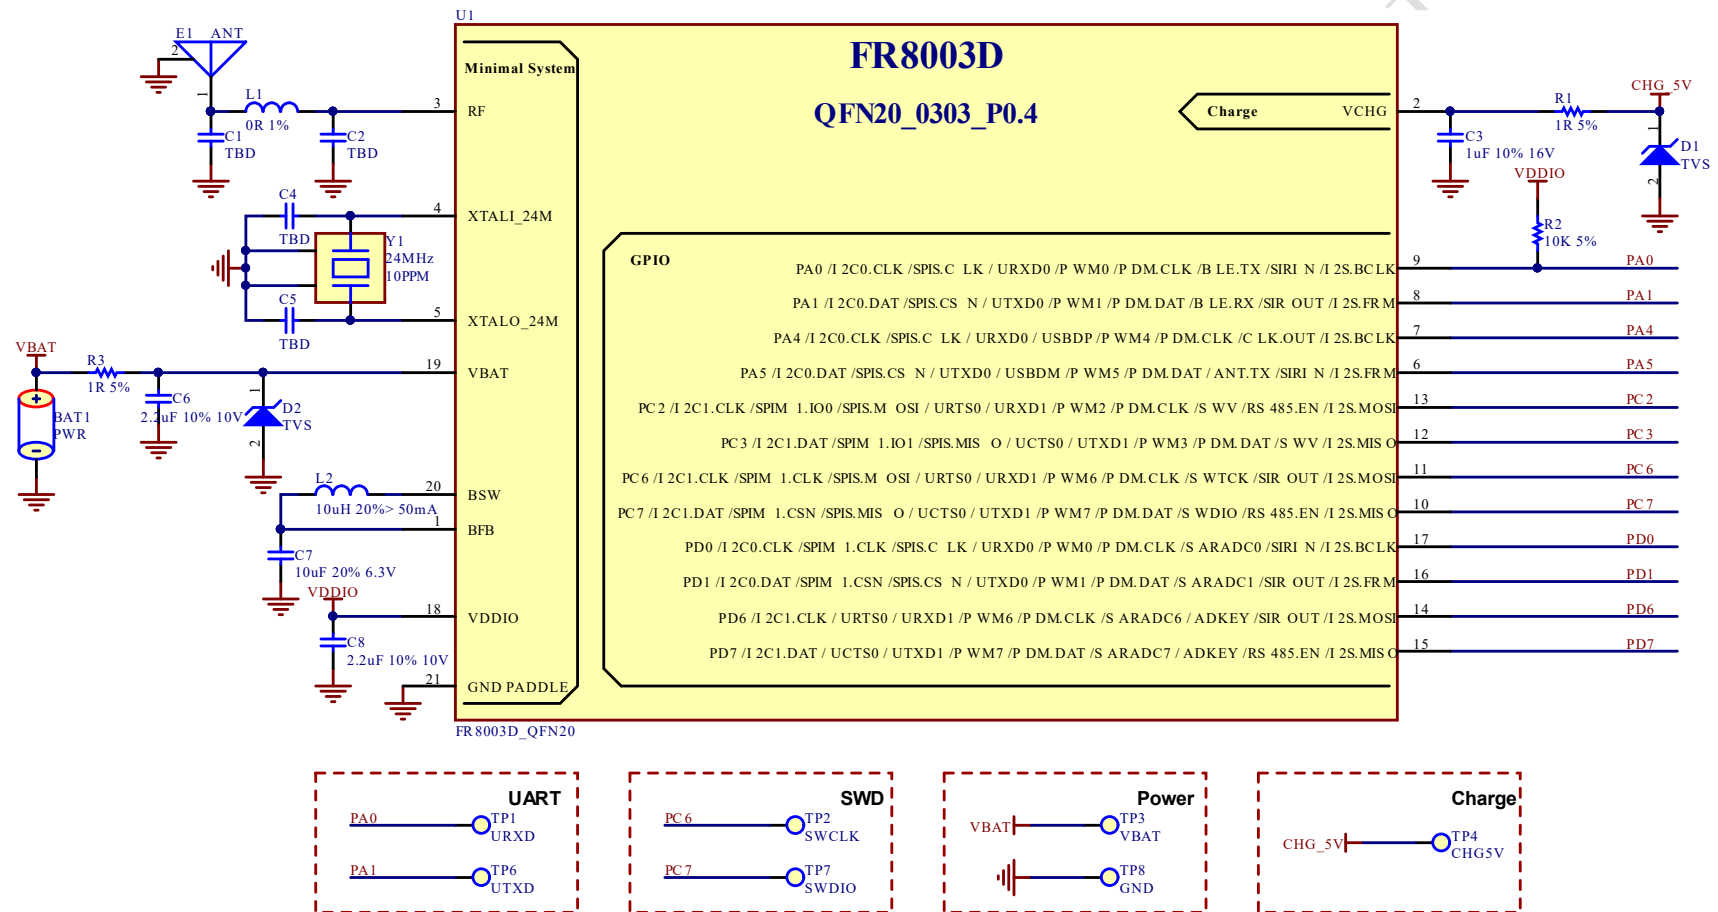 U1
E1 ANT
2
1
L1
0R 1%
C1
TBD
C2
TBD
3
RF
Minimal System
FR8003D
QFN20_0303_P0.4
Charge
VCHG
2
R1
1R 5%
CHG_5V
C3
1uF 10% 16V
1
D1
TVS
2
VDDIO
R2
10K 5%
C4
TBD
4
XTALI_24M
Y1
24MHz
10PPM
C5
TBD
5
XTALO_24M
GPIO
PA0 /I 2C0.CLK /SPIS.C LK / URXD0 /P WM0 /P DM.CLK /B LE.TX /SIRI N /I 2S.BCLK 9 PA0
PA1 /I 2C0.DAT /SPIS.CS N / UTXD0 /P WM1 /P DM.DAT /B LE.RX /SIR OUT /I 2S.FRM 8 PA1
PA4 /I 2C0.CLK /SPIS.C LK / URXD0 / USBDP /P WM4 /P DM.CLK /C LK.OUT /I 2S.BCLK 7 PA4
PA5 /I 2C0.DAT /SPIS.CS N / UTXD0 / USBDM /P WM5 /P DM.DAT / ANT.TX /SIRI N /I 2S.FRM 6 PA5
PC2 /I 2C1.CLK /SPIM 1.IO0 /SPIS.M OSI / URTS0 / URXD1 /P WM2 /P DM.CLK /S WV /RS 485.EN /I 2S.MOSI 13 PC2
PC3 /I 2C1.DAT /SPIM 1.IO1 /SPIS.MIS O / UCTS0 / UTXD1 /P WM3 /P DM.DAT /S WV /I 2S.MIS O 12 PC3
PC6 /I 2C1.CLK /SPIM 1.CLK /SPIS.M OSI / URTS0 / URXD1 /P WM6 /P DM.CLK /S WTCK /SIR OUT /I 2S.MOSI 11 PC6
PC7 /I 2C1.DAT /SPIM 1.CSN /SPIS.MIS O / UCTS0 / UTXD1 /P WM7 /P DM.DAT /S WDIO /RS 485.EN /I 2S.MIS O 10 PC7
PD0 /I 2C0.CLK /SPIM 1.CLK /SPIS.C LK / URXD0 /P WM0 /P DM.CLK /S ARADC0 /SIRI N /I 2S.BCLK 17 PD0
PD1 /I 2C0.DAT /SPIM 1.CSN /SPIS.CS N / UTXD0 /P WM1 /P DM.DAT /S ARADC1 /SIR OUT /I 2S.FRM 16 PD1
PD6 /I 2C1.CLK / URTS0 / URXD1 /P WM6 /P DM.CLK /S ARADC6 / ADKEY /SIR OUT /I 2S.MOSI 14 PD6
PD7 /I 2C1.DAT / UCTS0 / UTXD1 /P WM7 /P DM.DAT /S ARADC7 / ADKEY /RS 485.EN /I 2S.MIS O 15 PD7
VBAT
R3
1R 5%
19
VBAT
BAT1
PWR
C6
2.2uF 10% 10V
1
D2
TVS
2
L2
10uH 20%> 50mA
20
BSW
1
BFB
C7
10uF 20% 6.3V
VDDIO
18
VDDIO
C8
2.2uF 10% 10V
21
GND PADDLE
FR8003D_QFN20
UART
PA0
TP1
URXD
PA1
TP6
UTXD
SWD
PC6
TP2
SWCLK
PC7
TP7
SWDIO
Power
VBAT
TP3
VBAT
TP8
GND
Charge
CHG_5V
TP4
CHG5V